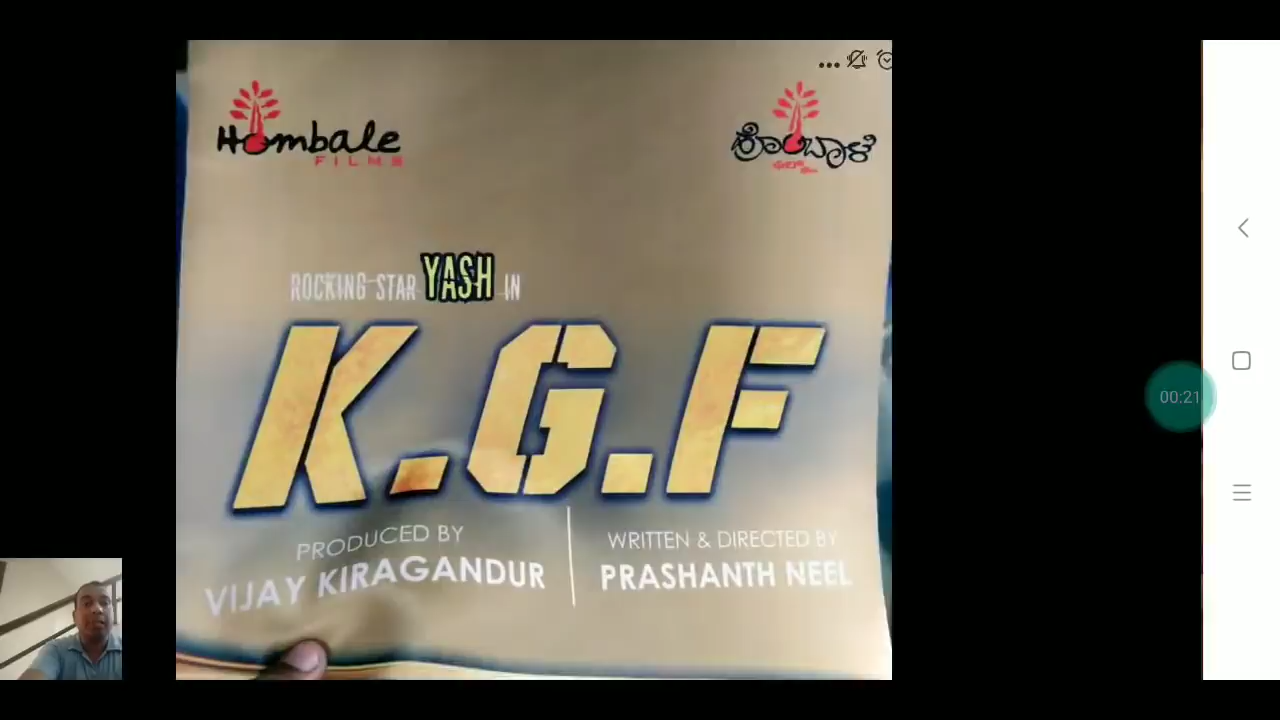 Hombale
FILMS
ಹೊಂಬಾಳೆ
ROCKING STAR YASH IN
K.G.F
PRODUCED BY
VIJAY KIRAGANDUR
WRITTEN & DIRECTED BY
PRASHANTH NEEL
00:21